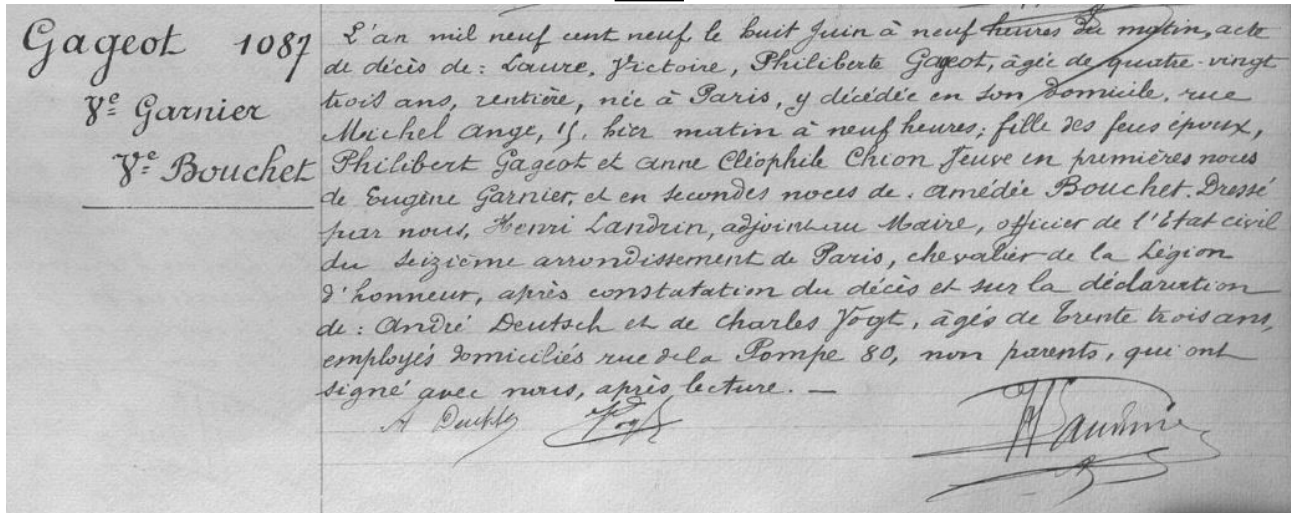 Gageot 1087
Ve Garnier
Ve Bouchet
L'an mil neuf cent neuf le huit Juin à neuf heures du matin, acte
de décès de : Laure, Victoire, Philiberte Gageot, âgée de quatre-vingt
trois ans, rentière, née à Paris, y décédée en son domicile, rue
Michel Ange, 15, hier matin à neuf heures ; fille des feus époux,
Philibert Gageot et Anne Cléophile Chion Veuve en premières noces
de Eugène Garnier, et en secondes noces de. Amédée Bouchet. Dressé
par nous, Henri Landrin, adjoint au Maire, officier de l'Etat civil
du seizième arrondissement de Paris, chevalier de la Légion
d'honneur, après constatation du décès et sur la déclaration
de : André Deutsch et de Charles Vogt, âgés de trente trois ans,
employés domiciliés rue de la Pompe 80, non parents, qui ont
signé avec nous, après lecture. —
A Deutsch Vogt HLandrin